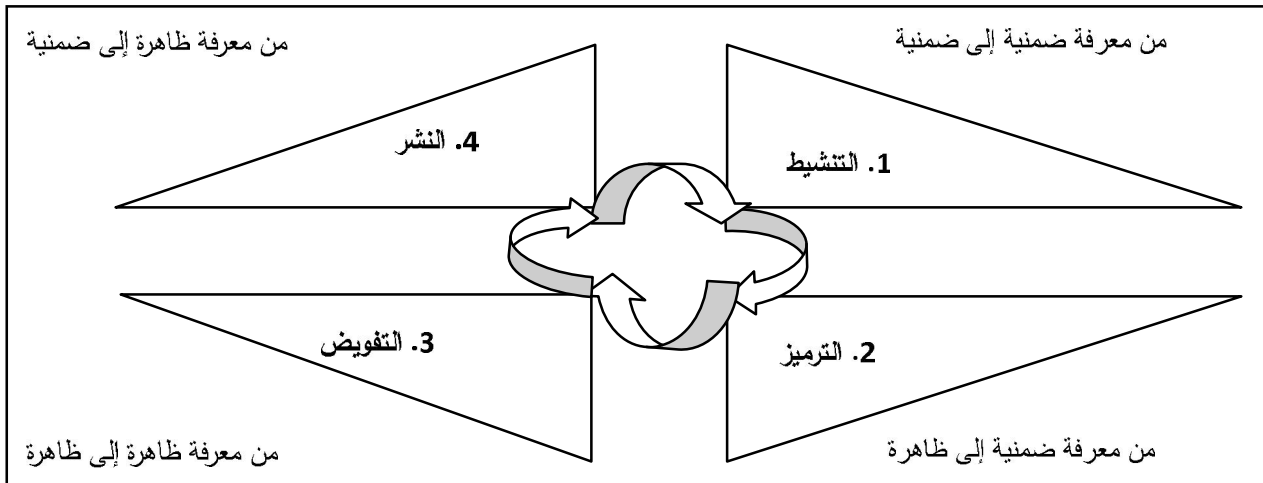 من معرفة ضمنية إلى ضمنية
من معرفة ظاهرة إلى ضمنية
1. التنشيط
4. النشر
2. الترميز
3. التفويض
من معرفة ضمنية إلى ظاهرة
من معرفة ظاهرة إلى ظاهرة